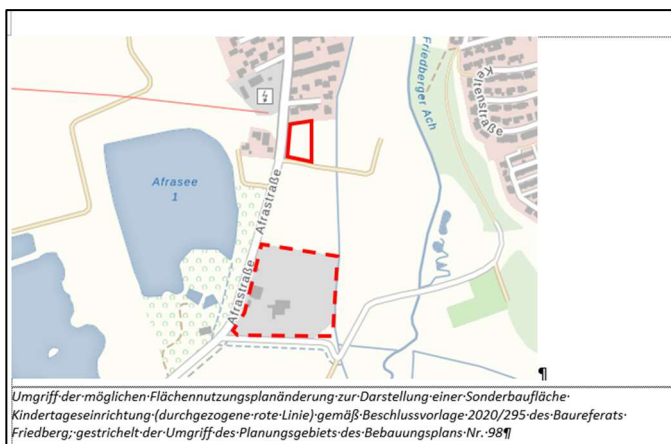 Friedberger Ach
Keltenstraße
Afrasee
1
Afrastraße
Afrastraße
¶
Umgriff·der·möglichen·Flächennutzungsplanänderung·zur·Darstellung·einer·Sonderbaufläche·
Kindertageseinrichtung·(durchgezogene·rote·Linie)·gemäß·Beschlussvorlage·2020/295·des·Baureferats·
Friedberg;·gestrichelt·der·Umgriff·des·Planungsgebiets·des·Bebauungsplans·Nr.·98¶